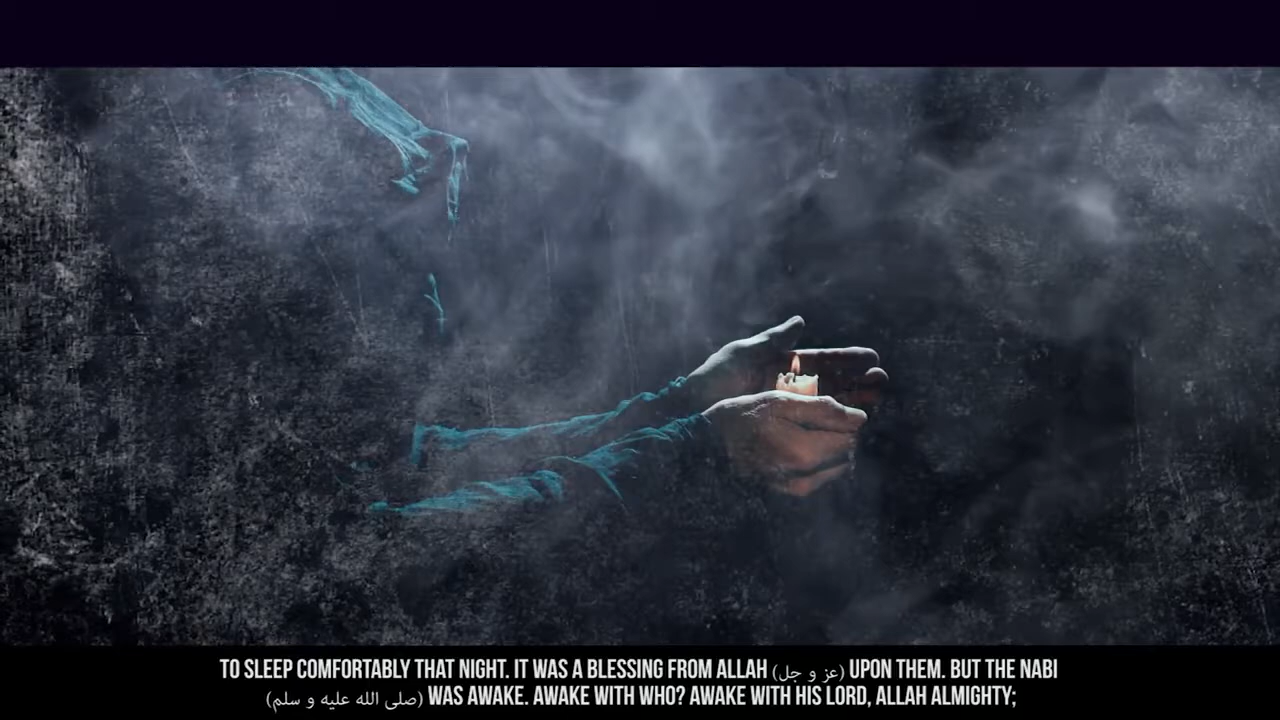 TO SLEEP COMFORTABLY THAT NIGHT. IT WAS A BLESSING FROM ALLAH (عز و جل) UPON THEM. BUT THE NABI
(صلى الله عليه و سلم) WAS AWAKE. AWAKE WITH WHO? AWAKE WITH HIS LORD, ALLAH ALMIGHTY;